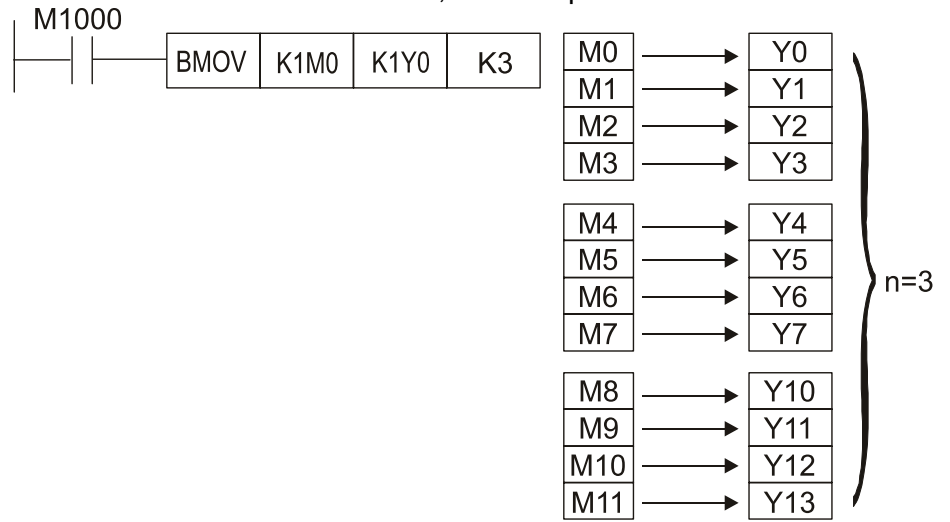 M1000
BMOV K1M0 K1Y0 K3
M0 Y0
M1 Y1
M2 Y2
M3 Y3
M4 Y4
M5 Y5
M6 Y6
M7 Y7
n=3
M8 Y10
M9 Y11
M10 Y12
M11 Y13